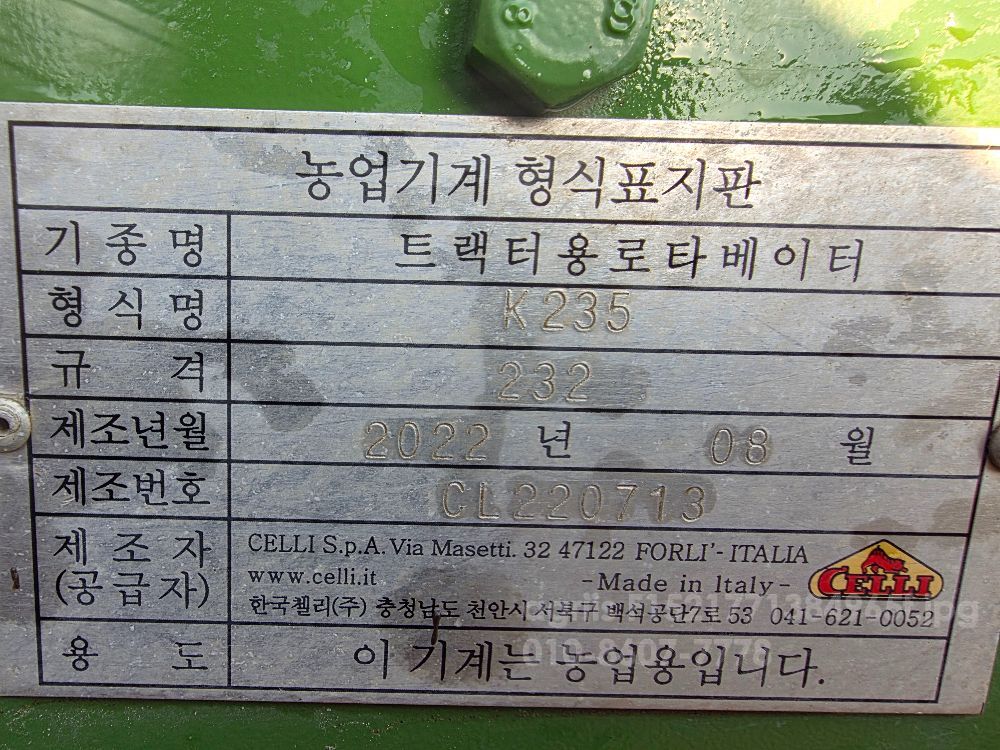 8
농업기계 형식표지판
기종명 트랙터용로타베이터
형식명 K235
규격 232
제조년월 2022 년 08 월
제조번호 CL220713
제조자 CELLI S.p.A. Via Masetti. 32 47122 FORLI'- ITALIA
(공급자) www.celli.it -Made in Italy-
CELLI
한국첼리(주) 충청남도 천안시 서북구 백석공단7로 53 041-621-0052
용도 이 기계는 농업용입니다.